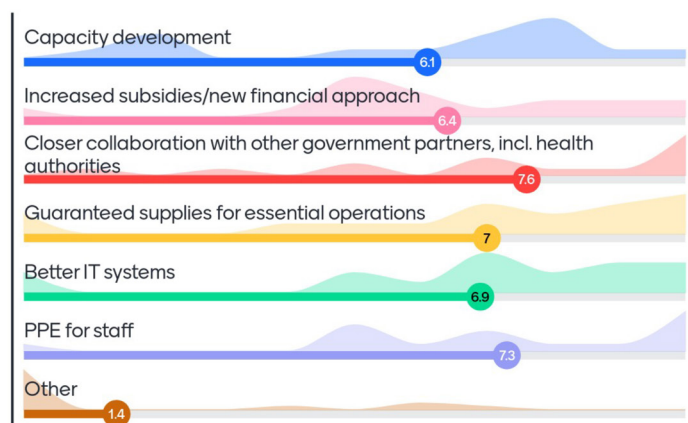 Capacity development
6.1
Increased subsidies/new financial approach
6.4
Closer collaboration with other government partners, incl. health
authorities
7.6
Guaranteed supplies for essential operations
7
Better IT systems
6.9
PPE for staff
7.3
Other
1.4